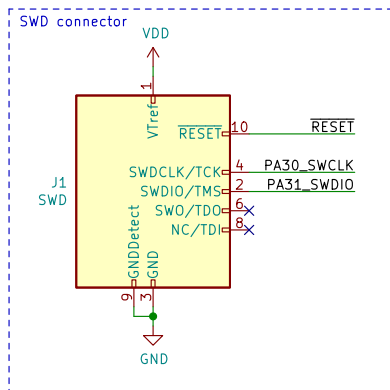 SWD connector
VDD
1
VTref
RESET
10
RESET
J1
SWD
SWDCLK/TCK
4
PA30_SWCLK
SWDIO/TMS
2
PA31_SWDIO
SWO/TDO
6
NC/TDI
8
GNDDetect
GND
9
3
GND